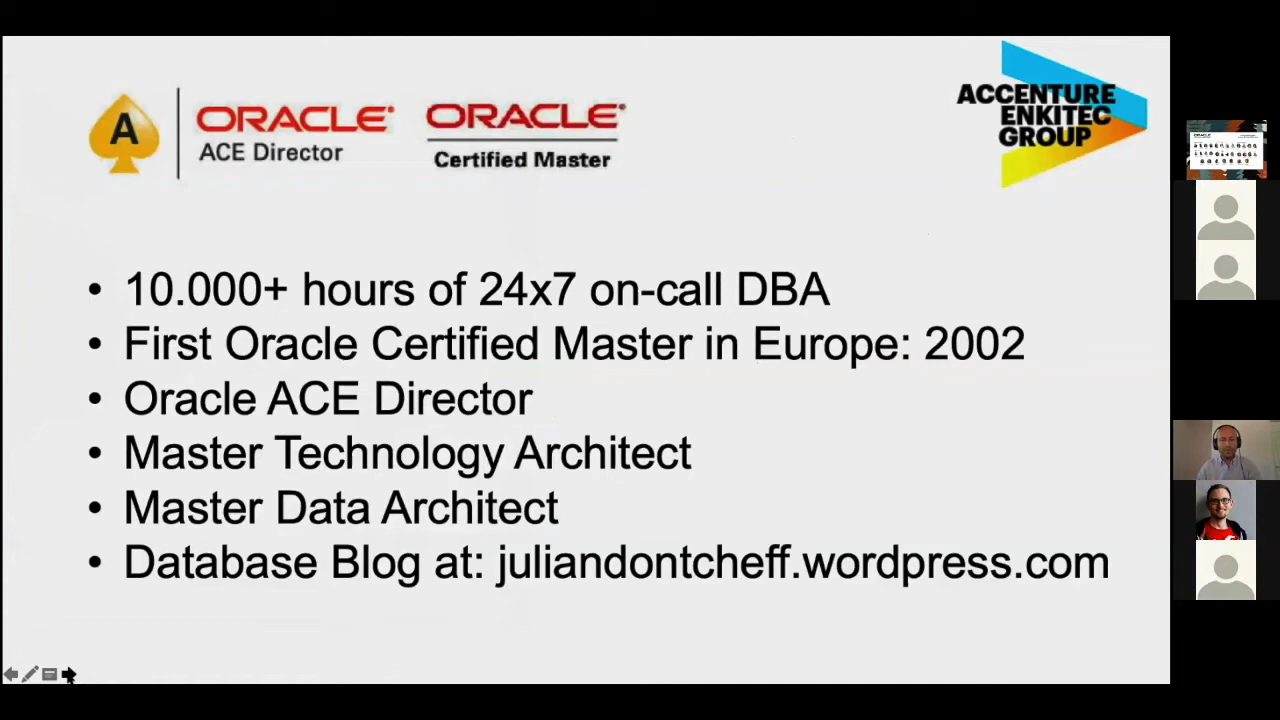 A
ORACLE
ACE Director
ORACLE
Certified Master
ACCENTURE
ENKITEC
GROUP
• 10.000+ hours of 24x7 on-call DBA
• First Oracle Certified Master in Europe: 2002
• Oracle ACE Director
• Master Technology Architect
• Master Data Architect
• Database Blog at: juliandontcheff.wordpress.com